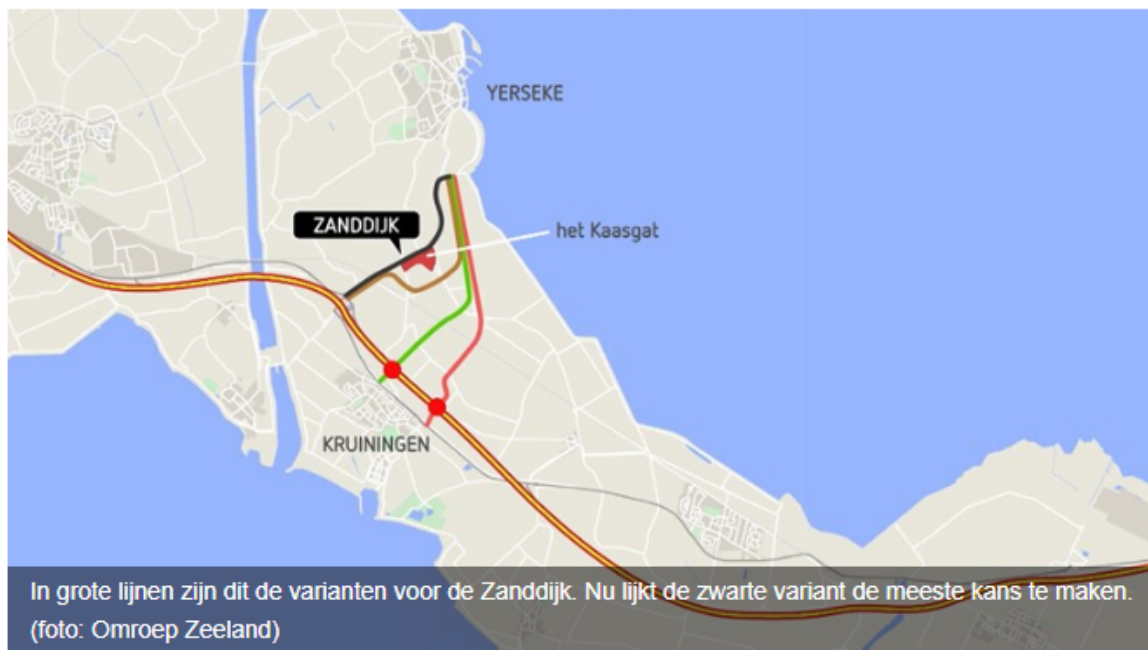 YERSEKE
ZANDDIJK
het Kaasgat
KRUININGEN
In grote lijnen zijn dit de varianten voor de Zanddijk. Nu lijkt de zwarte variant de meeste kans te maken.
(foto: Omroep Zeeland)